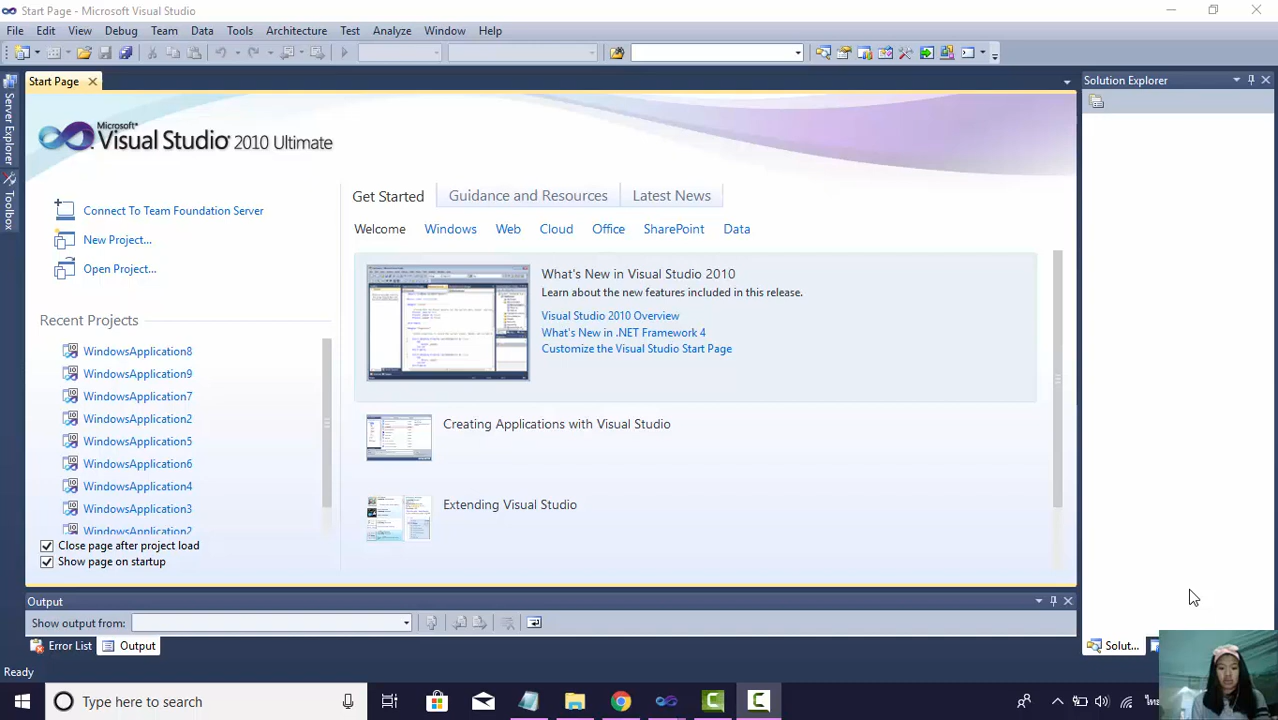 Start Page - Microsoft Visual Studio
File Edit View Debug Team Data Tools Architecture Test Analyze Window Help
Start Page
Solution Explorer
Server Explorer
Toolbox
Microsoft®
Visual Studio® 2010 Ultimate
Connect To Team Foundation Server
New Project...
Open Project...
Recent Projects
WindowsApplication8
WindowsApplication9
WindowsApplication7
WindowsApplication2
WindowsApplication5
WindowsApplication6
WindowsApplication4
WindowsApplication3
WindowsApplication2
Close page after project load
Show page on startup
Get Started Guidance and Resources Latest News
Welcome Windows Web Cloud Office SharePoint Data
What's New in Visual Studio 2010
Learn about the new features included in this release.
Visual Studio 2010 Overview
What's New in .NET Framework 4
Customize the Visual Studio Start Page
Creating Applications with Visual Studio
Extending Visual Studio
Output
Show output from:
Error List Output
Solut...
Ready
Type here to search